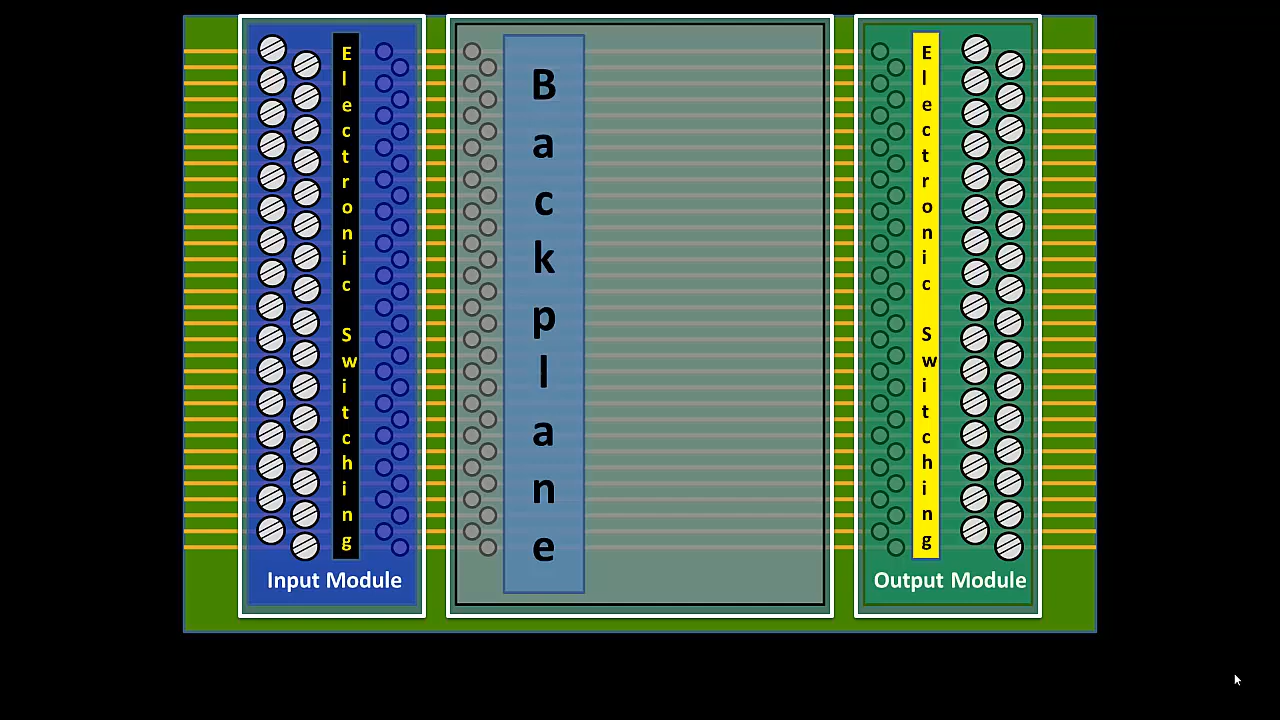 Electronic Switching
Input Module
Backplane
Electronic Switching
Output Module